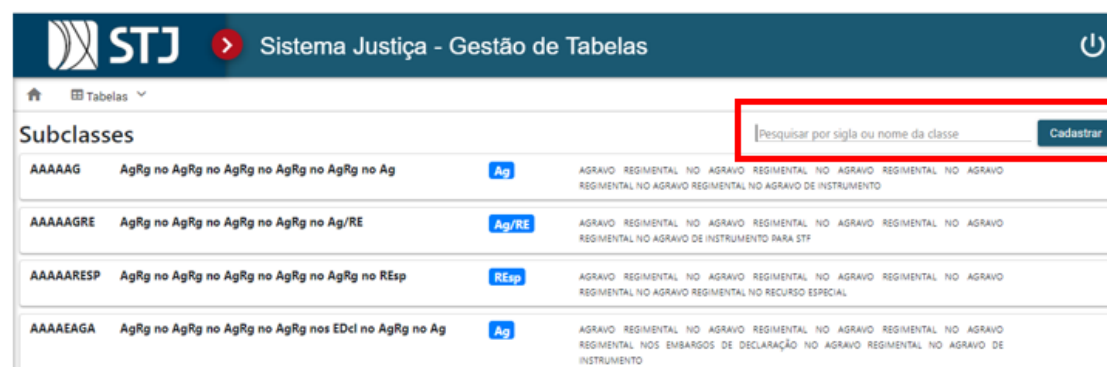 STJ Sistema Justiça - Gestão de Tabelas
Tabelas
Subclasses
Pesquisar por sigla ou nome da classe Cadastrar
AAAAAG AgRg no AgRg no AgRg no AgRg no AgRg no Ag Ag AGRAVO REGIMENTAL NO AGRAVO REGIMENTAL NO AGRAVO REGIMENTAL NO AGRAVO
REGIMENTAL NO AGRAVO REGIMENTAL NO AGRAVO DE INSTRUMENTO
AAAAAGRE AgRg no AgRg no AgRg no AgRg no Ag/RE Ag/RE AGRAVO REGIMENTAL NO AGRAVO REGIMENTAL NO AGRAVO REGIMENTAL NO AGRAVO
REGIMENTAL NO AGRAVO DE INSTRUMENTO PARA STF
AAAAARESP AgRg no AgRg no AgRg no AgRg no AgRg no REsp REsp AGRAVO REGIMENTAL NO AGRAVO REGIMENTAL NO AGRAVO REGIMENTAL NO AGRAVO
REGIMENTAL NO AGRAVO REGIMENTAL NO RECURSO ESPECIAL
AAAAEAGA AgRg no AgRg no AgRg no AgRg nos EDcl no AgRg no Ag Ag AGRAVO REGIMENTAL NO AGRAVO REGIMENTAL NO AGRAVO REGIMENTAL NO AGRAVO
REGIMENTAL NOS EMBARGOS DE DECLARAÇÃO NO AGRAVO REGIMENTAL NO AGRAVO DE
INSTRUMENTO